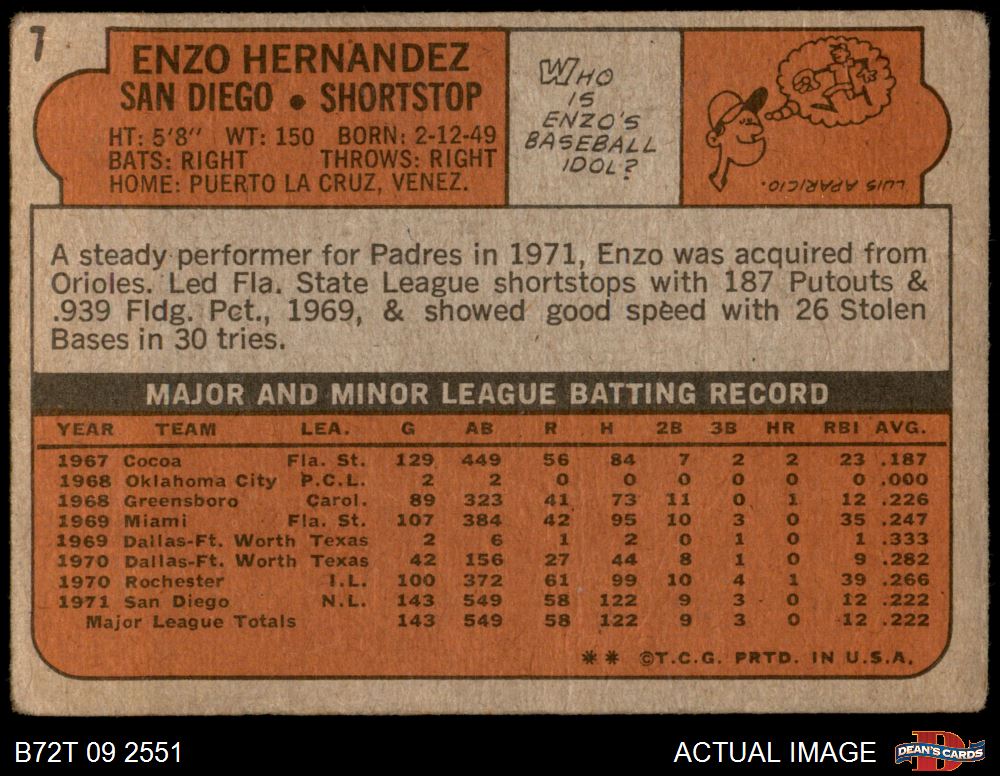 7
ENZO HERNANDEZ
SAN DIEGO • SHORTSTOP
HT: 5'8" WT: 150 BORN: 2-12-49
BATS: RIGHT THROWS: RIGHT
HOME: PUERTO LA CRUZ, VENEZ.
WHO
IS
ENZO'S
BASEBALL
IDOL?
LUIS APARICIO.
A steady performer for Padres in 1971, Enzo was acquired from
Orioles. Led Fla. State League shortstops with 187 Putouts &
.939 Fldg. Pct., 1969, & showed good speed with 26 Stolen
Bases in 30 tries.
MAJOR AND MINOR LEAGUE BATTING RECORD
YEAR TEAM LEA. G AB R H 2B 3B HR RBI AVG.
1967 Cocoa Fla. St. 129 449 56 84 7 2 2 23 .187
1968 Oklahoma City P.C.L. 2 2 0 0 0 0 0 0 .000
1968 Greensboro Carol. 89 323 41 73 11 0 1 12 .226
1969 Miami Fla. St. 107 384 42 95 10 3 0 35 .247
1969 Dallas-Ft. Worth Texas 2 6 1 2 0 1 0 1 .333
1970 Dallas-Ft. Worth Texas 42 156 27 44 8 1 0 9 .282
1970 Rochester I.L. 100 372 61 99 10 4 1 39 .266
1971 San Diego N.L. 143 549 58 122 9 3 0 12 .222
Major League Totals 143 549 58 122 9 3 0 12 .222
** ©T.C.G. PRTD. IN U.S.A.
B72T 09 2551
ACTUAL IMAGE
DEAN'S CARDS